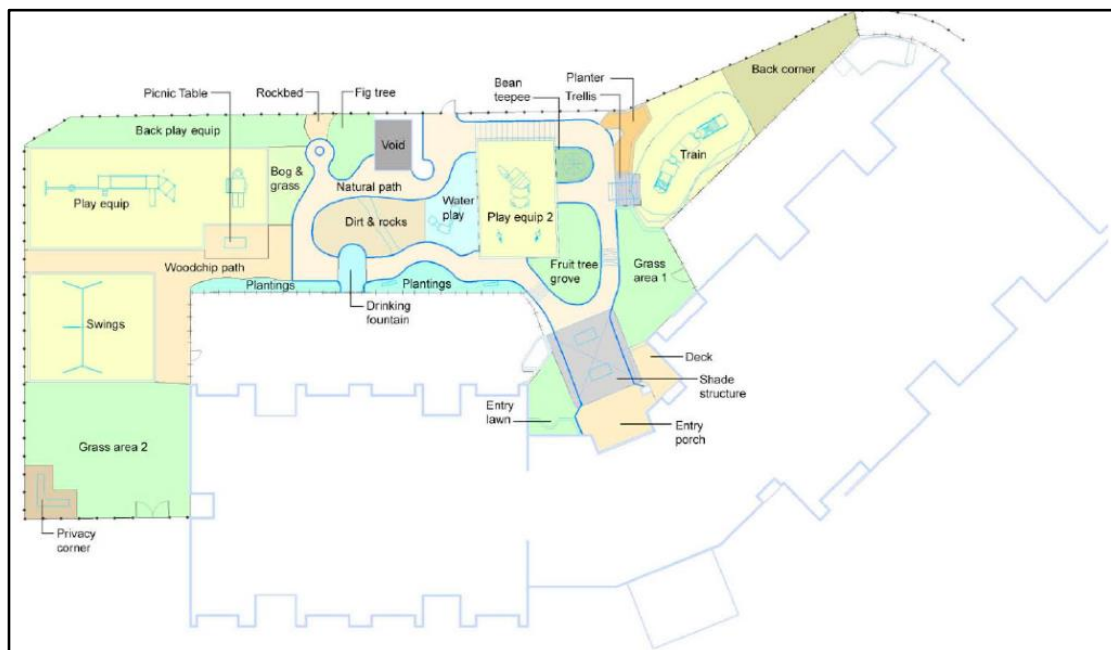 Back corner
Planter
Bean
teepee
Trellis
Picnic Table
Rockbed
Fig tree
Back play equip
Void
Train
Bog &
grass
Natural path
Water
play
Play equip
Play equip 2
Dirt & rocks
Woodchip path
Fruit tree
grove
Grass
area 1
Plantings
Plantings
Drinking
fountain
Swings
Deck
Shade
structure
Entry
lawn
Entry
porch
Grass area 2
Privacy
corner